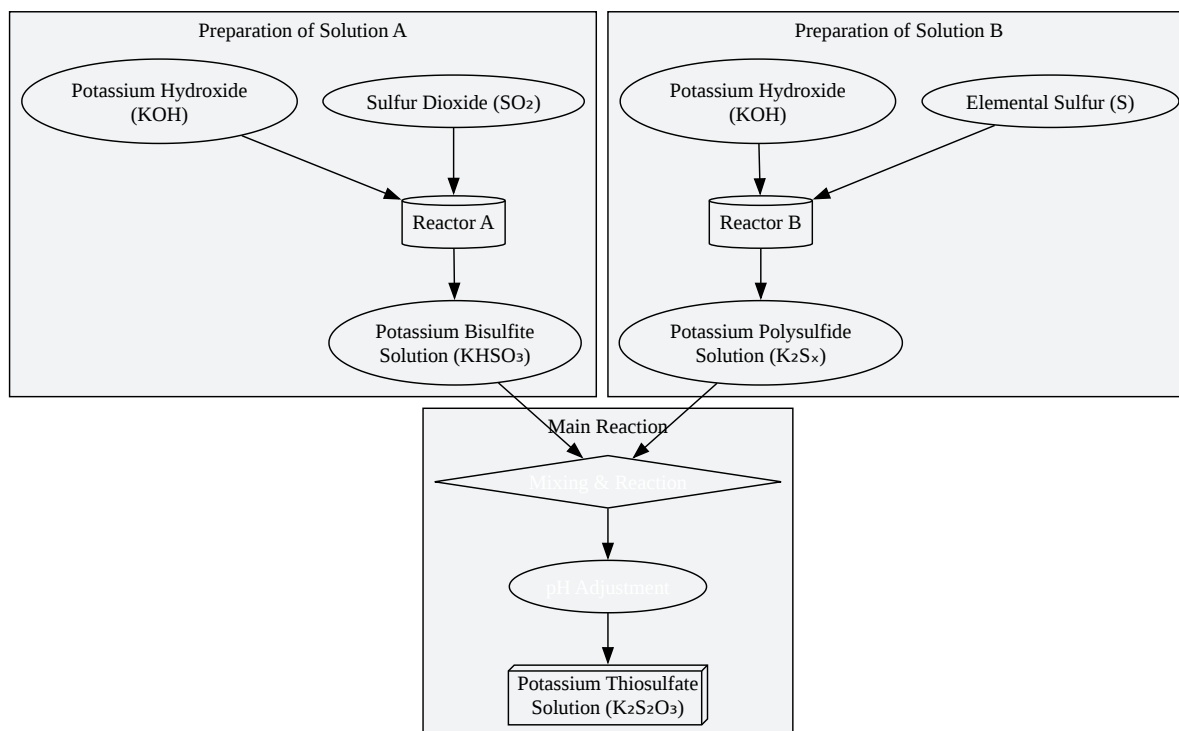 Preparation of Solution A
Potassium Hydroxide
(KOH)
Sulfur Dioxide (SO₂)
Reactor A
Potassium Bisulfite
Solution (KHSO₃)
Preparation of Solution B
Potassium Hydroxide
(KOH)
Elemental Sulfur (S)
Reactor B
Potassium Polysulfide
Solution (K₂Sₓ)
Main Reaction
Mixing & Reaction
pH Adjustment
Potassium Thiosulfate
Solution (K₂S₂O₃)